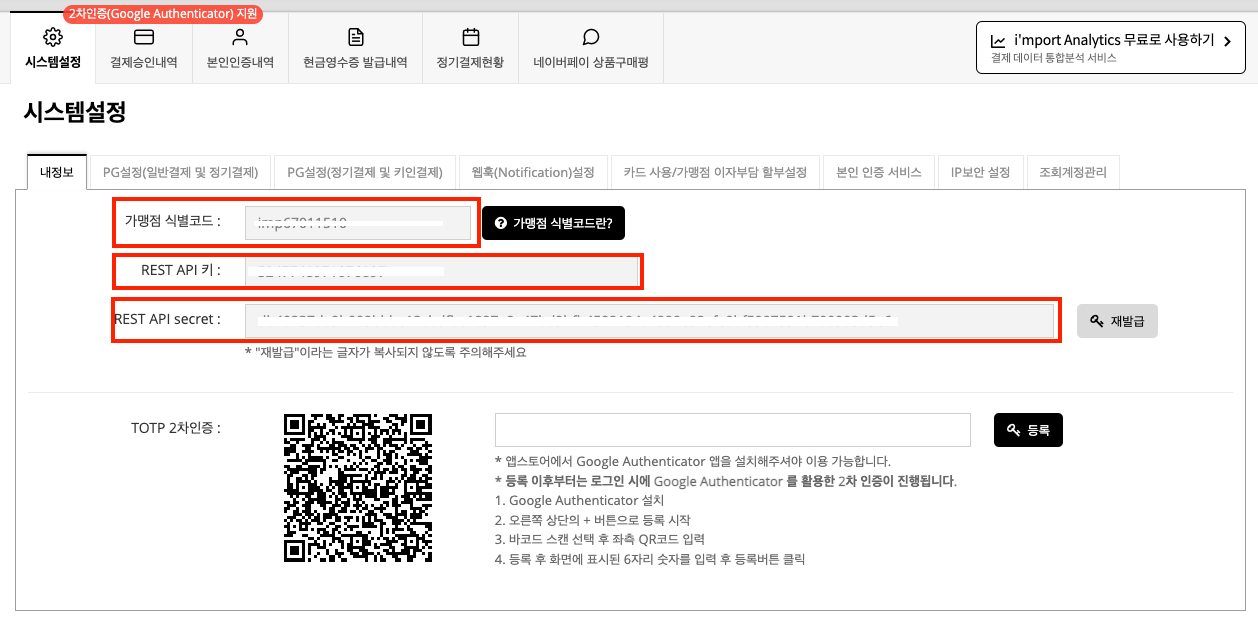 2차인증(Google Authenticator) 지원
시스템설정
결제승인내역
본인인증내역
현금영수증 발급내역
정기결제현황
네이버페이 상품구매평
i'mport Analytics 무료로 사용하기
결제 데이터 통합분석 서비스
시스템설정
내정보
PG설정(일반결제 및 정기결제)
PG설정(정기결제 및 키인결제)
웹훅(Notification)설정
카드 사용/가맹점 이자부담 할부설정
본인 인증 서비스
IP보안 설정
조회계정관리
가맹점 식별코드 :
가맹점 식별코드란?
REST API 키 :
REST API secret :
재발급
* "재발급"이라는 글자가 복사되지 않도록 주의해주세요
TOTP 2차인증 :
등록
* 앱스토어에서 Google Authenticator 앱을 설치해주셔야 이용 가능합니다.
* 등록 이후부터는 로그인 시에 Google Authenticator 를 활용한 2차 인증이 진행됩니다.
1. Google Authenticator 설치
2. 오른쪽 상단의 + 버튼으로 등록 시작
3. 바코드 스캔 선택 후 좌측 QR코드 입력
4. 등록 후 화면에 표시된 6자리 숫자를 입력 후 등록버튼 클릭